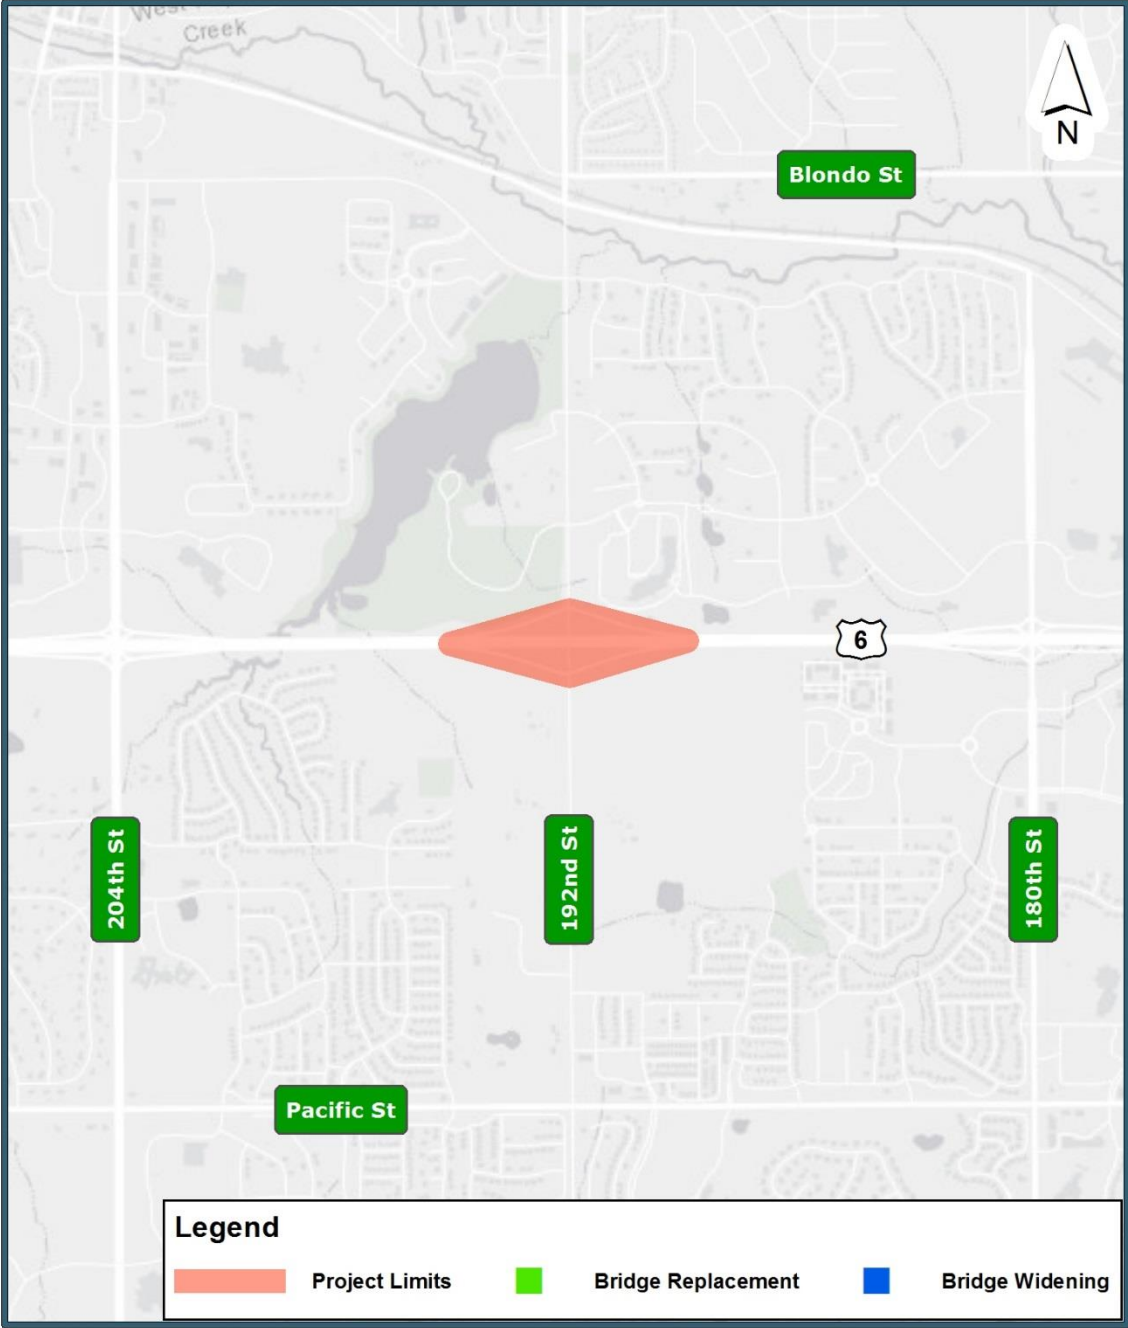 Creek
N
Blondo St
6
204th St
192nd St
180th St
Pacific St
Legend
Project Limits
Bridge Replacement
Bridge Widening